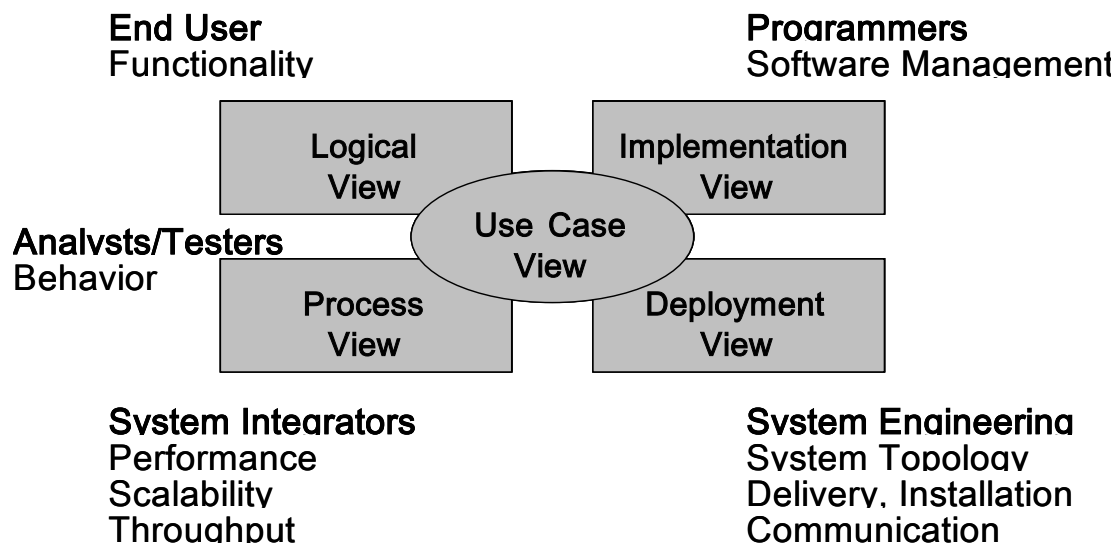 End User
Functionality
Programmers
Software Management
Logical
View
Implementation
View
Use Case
View
Analysts/Testers
Behavior
Process
View
Deployment
View
System Integrators
Performance
Scalability
Throughput
System Engineering
System Topology
Delivery, Installation
Communication